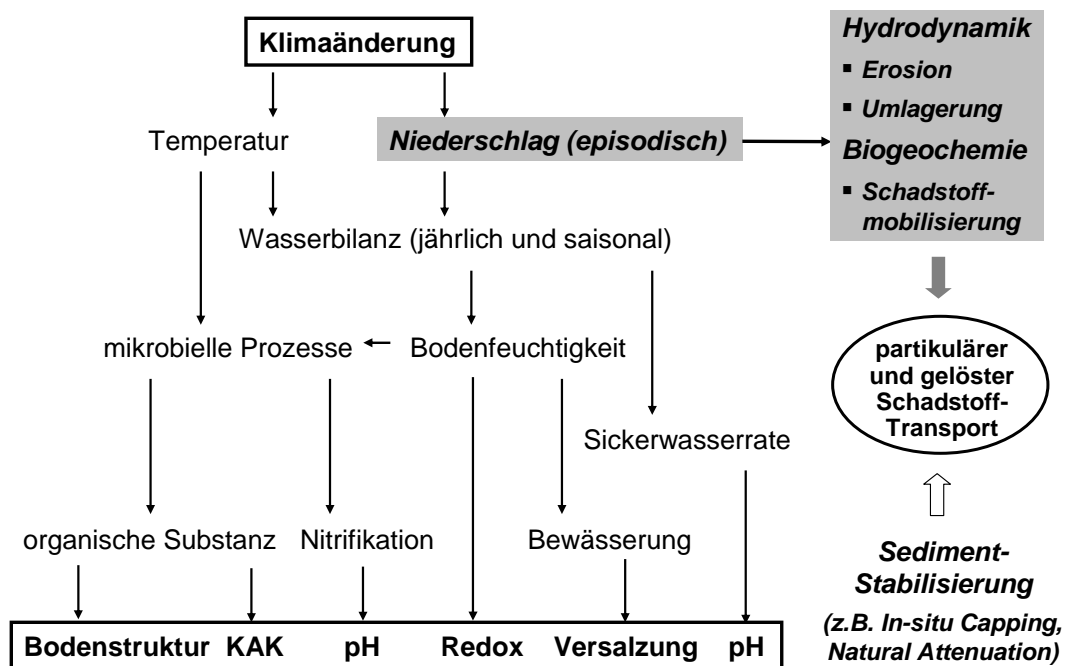 Klimaänderung
Temperatur
Niederschlag (episodisch)
Wasserbilanz (jährlich und saisonal)
mikrobielle Prozesse
Bodenfeuchtigkeit
Sickerwasserrate
organische Substanz
Nitrifikation
Bewässerung
Bodenstruktur
KAK
pH
Redox
Versalzung
pH
Hydrodynamik
▪ Erosion
▪ Umlagerung
Biogeochemie
▪ Schadstoff-
mobilisierung
partikulärer
und gelöster
Schadstoff-
Transport
Sediment-
Stabilisierung
(z.B. In-situ Capping,
Natural Attenuation)